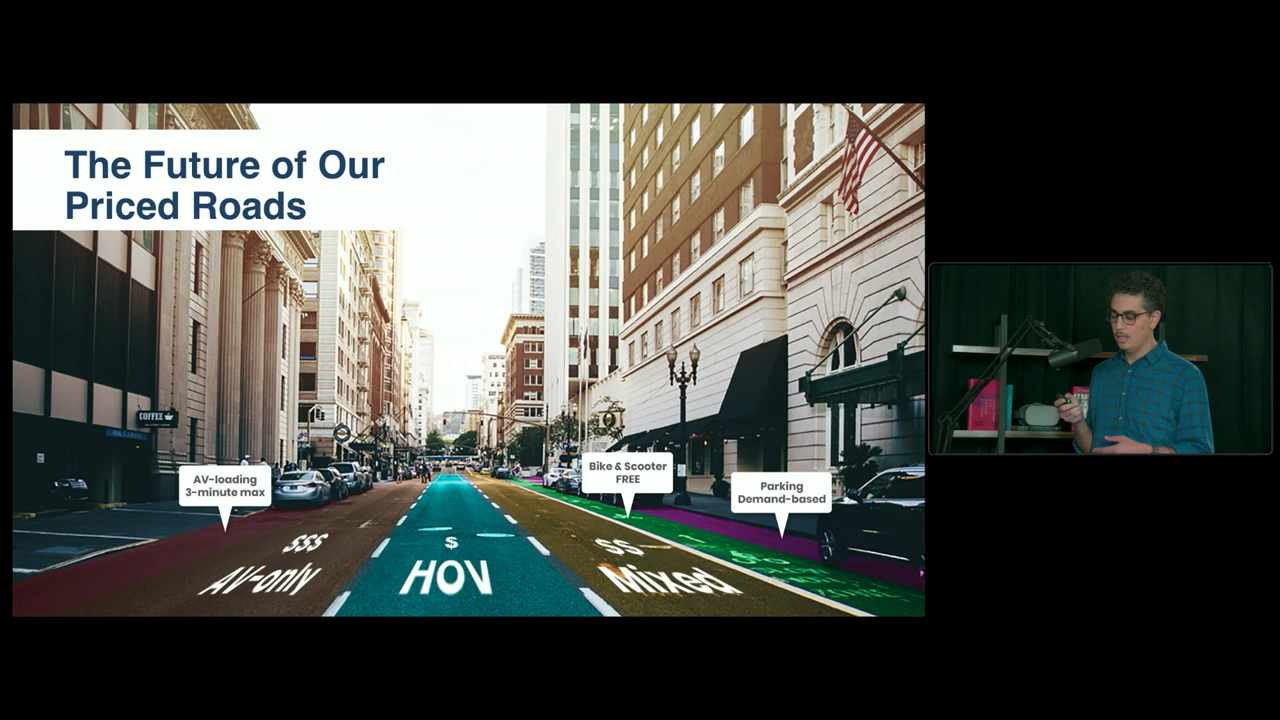 The Future of Our
Priced Roads
COFFEE
AV-loading
3-minute max
Bike & Scooter
FREE
Parking
Demand-based
$$$
AV-only
$
HOV
$$
Mixed